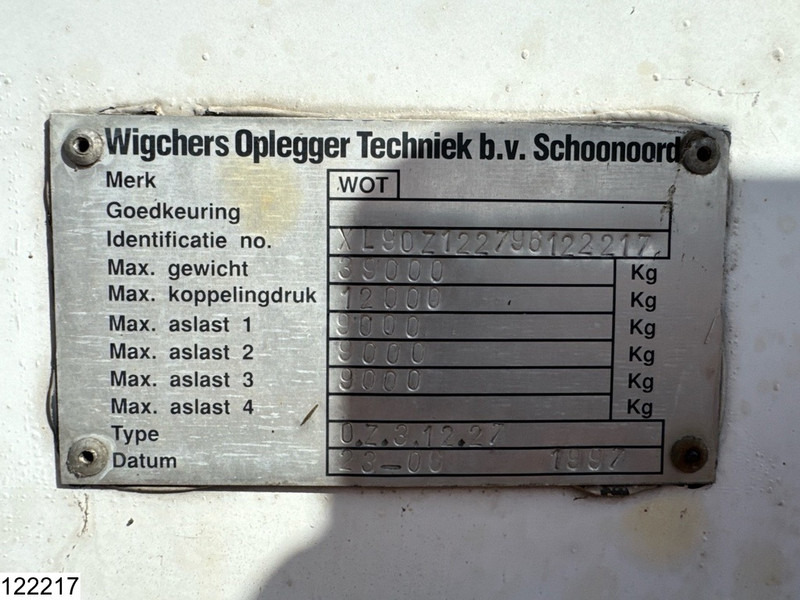 Wigchers Oplegger Techniek b.v. Schoonoord
Merk WOT
Goedkeuring
Identificatie no. XL90Z122796122217
Max. gewicht 39000 Kg
Max. koppelingdruk 12000 Kg
Max. aslast 1 9000 Kg
Max. aslast 2 9000 Kg
Max. aslast 3 9000 Kg
Max. aslast 4 Kg
Type O.Z.3.12.27
Datum 1997
122217